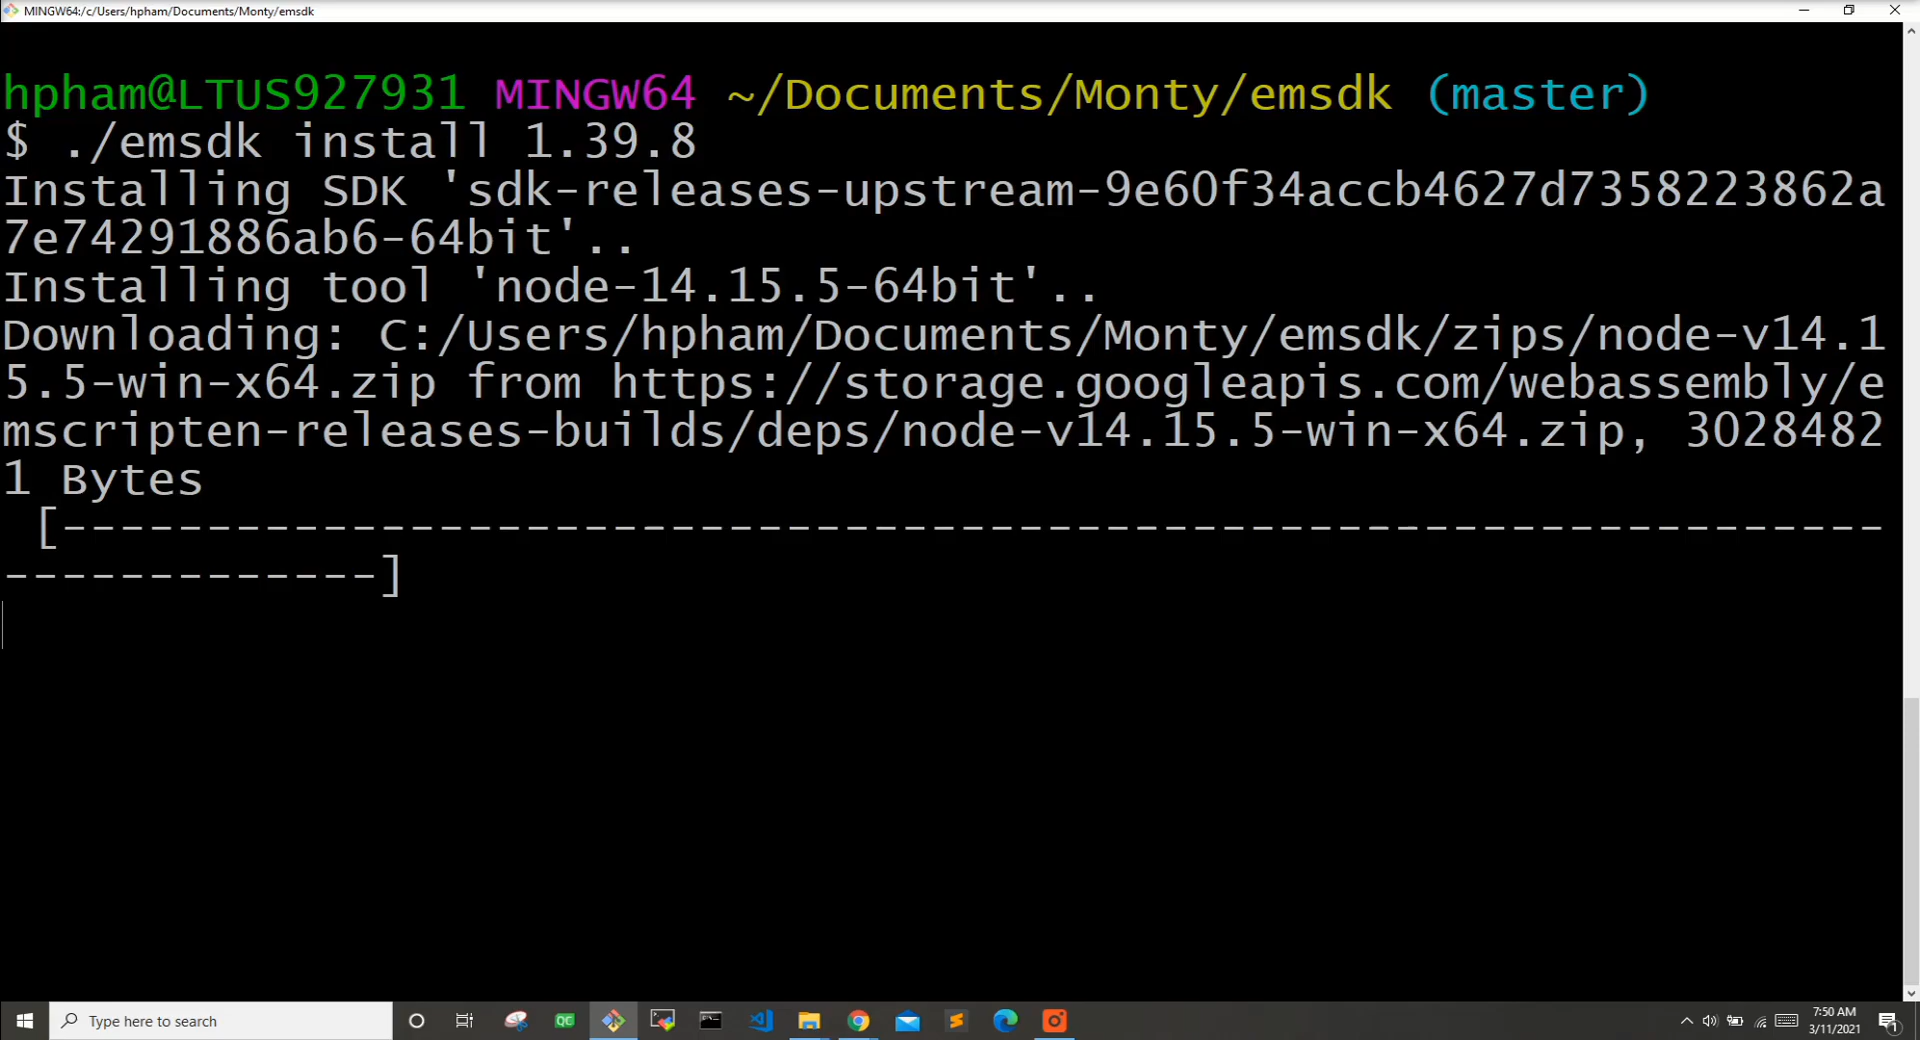 MINGW64:/c/Users/hpham/Documents/Monty/emsdk
hpham@LTUS927931 MINGW64 ~/Documents/Monty/emsdk (master)
$ ./emsdk install 1.39.8
Installing SDK 'sdk-releases-upstream-9e60f34accb4627d7358223862a
7e74291886ab6-64bit'..
Installing tool 'node-14.15.5-64bit'..
Downloading: C:/Users/hpham/Documents/Monty/emsdk/zips/node-v14.1
5.5-win-x64.zip from https://storage.googleapis.com/webassembly/e
mscripten-releases-builds/deps/node-v14.15.5-win-x64.zip, 3028482
1 Bytes
[---------------------------------------------------------------
-------------]
Type here to search
QC
7:50 AM
3/11/2021
1